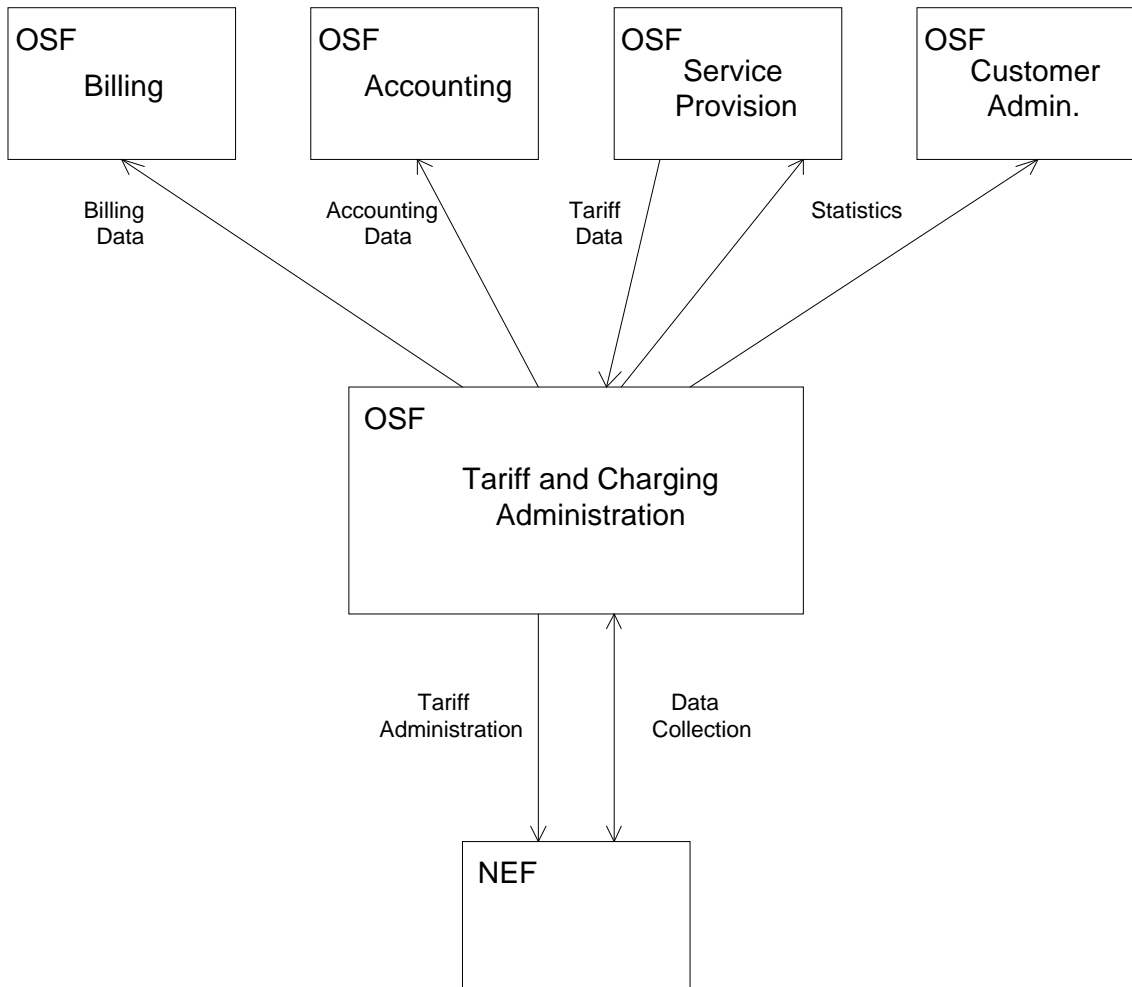 OSF
Billing
OSF
Accounting
OSF
Service
Provision
OSF
Customer
Admin.
Billing
Data
Accounting
Data
Tariff
Data
Statistics
OSF
Tariff and Charging
Administration
Tariff
Administration
Data
Collection
NEF